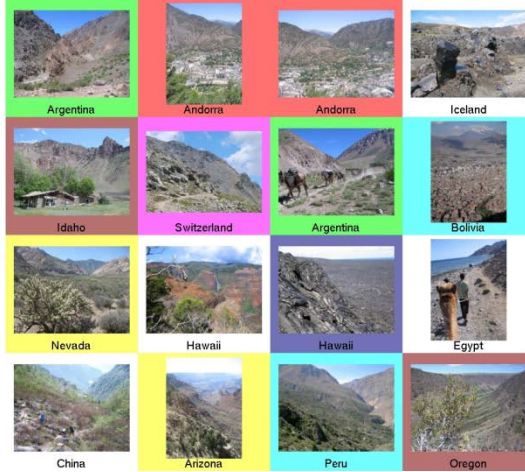 Argentina
Andorra
Andorra
Iceland
Idaho
Switzerland
Argentina
Bolivia
Nevada
Hawaii
Hawaii
Egypt
China
Arizona
Peru
Oregon